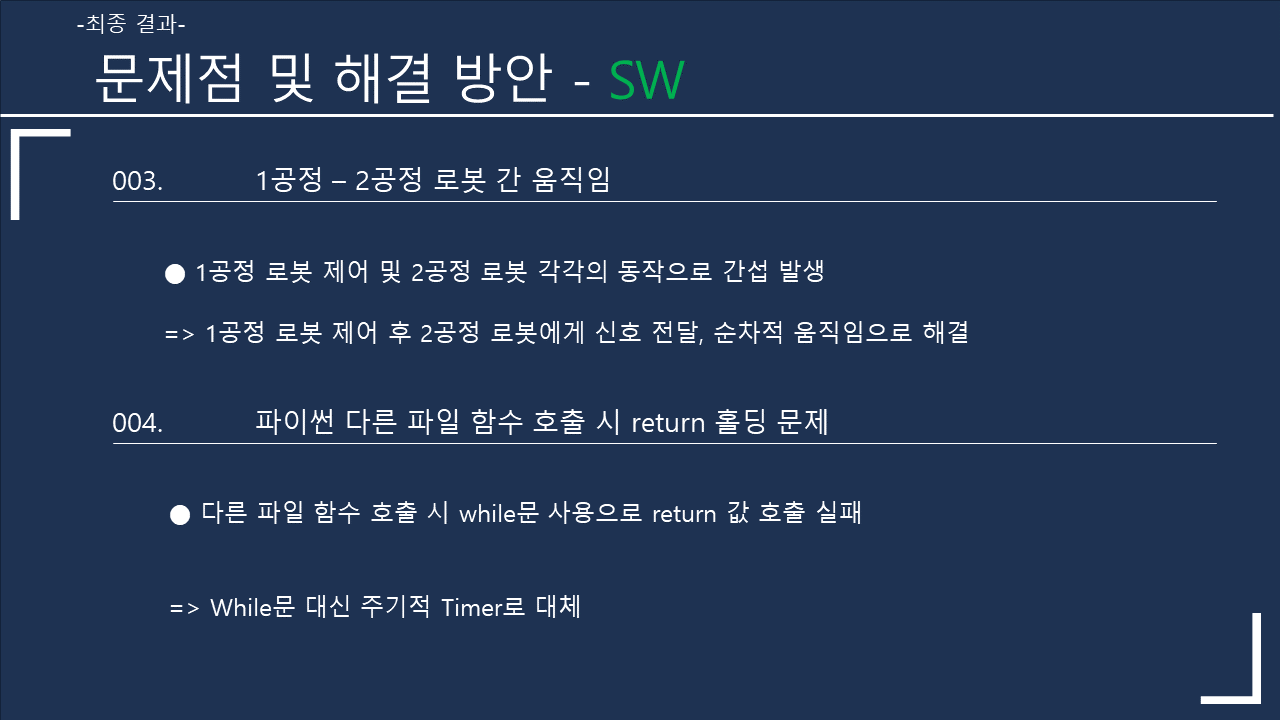 -최종 결과-
문제점 및 해결 방안 - SW
003. 1공정 – 2공정 로봇 간 움직임
● 1공정 로봇 제어 및 2공정 로봇 각각의 동작으로 간섭 발생
=> 1공정 로봇 제어 후 2공정 로봇에게 신호 전달, 순차적 움직임으로 해결
004. 파이썬 다른 파일 함수 호출 시 return 홀딩 문제
● 다른 파일 함수 호출 시 while문 사용으로 return 값 호출 실패
=> While문 대신 주기적 Timer로 대체